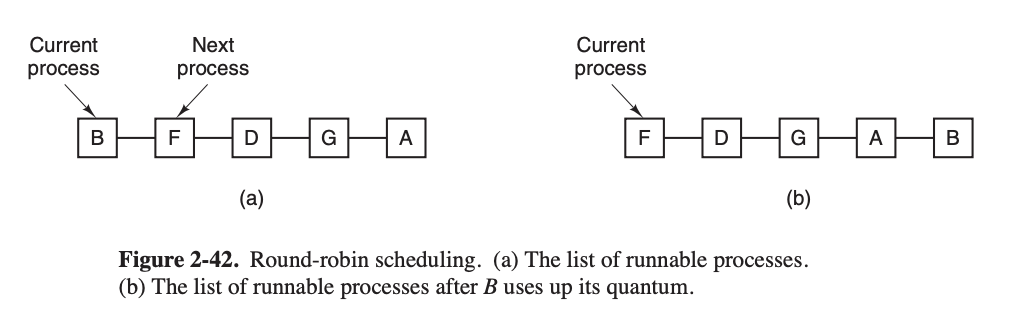 Current process
Next process
B F D G A
(a)
Current process
F D G A B
(b)
Figure 2-42. Round-robin scheduling. (a) The list of runnable processes.
(b) The list of runnable processes after B uses up its quantum.